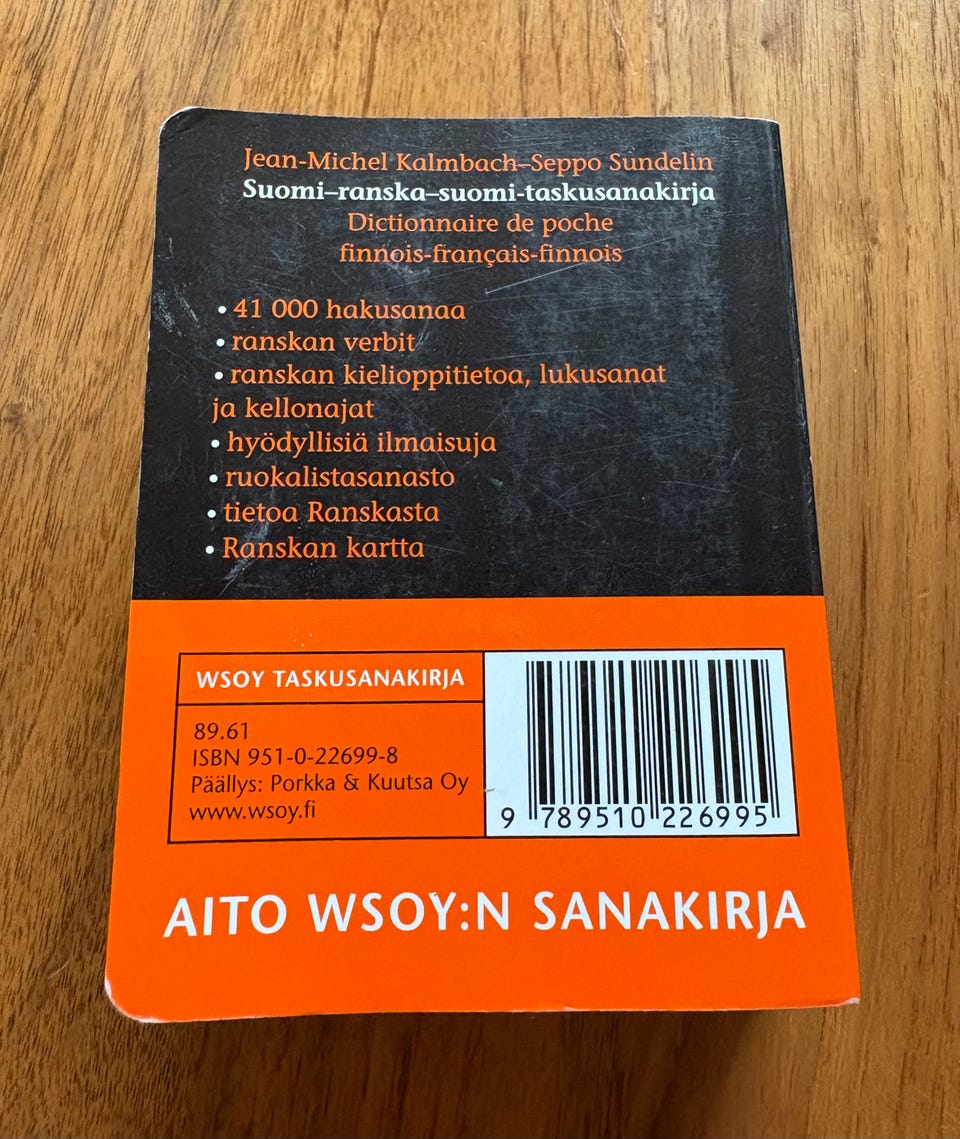 Jean-Michel Kalmbach–Seppo Sundelin
Suomi–ranska–suomi-taskusanakirja
Dictionnaire de poche
finnois-français-finnois
• 41 000 hakusanaa
• ranskan verbit
• ranskan kielioppitietoa, lukusanat
ja kellonajat
• hyödyllisiä ilmaisuja
• ruokalistasanasto
• tietoa Ranskasta
• Ranskan kartta
WSOY TASKUSANAKIRJA
89.61
ISBN 951-0-22699-8
Päällys: Porkka & Kuutsa Oy
www.wsoy.fi
9 789510 226995
AITO WSOY:N SANAKIRJA